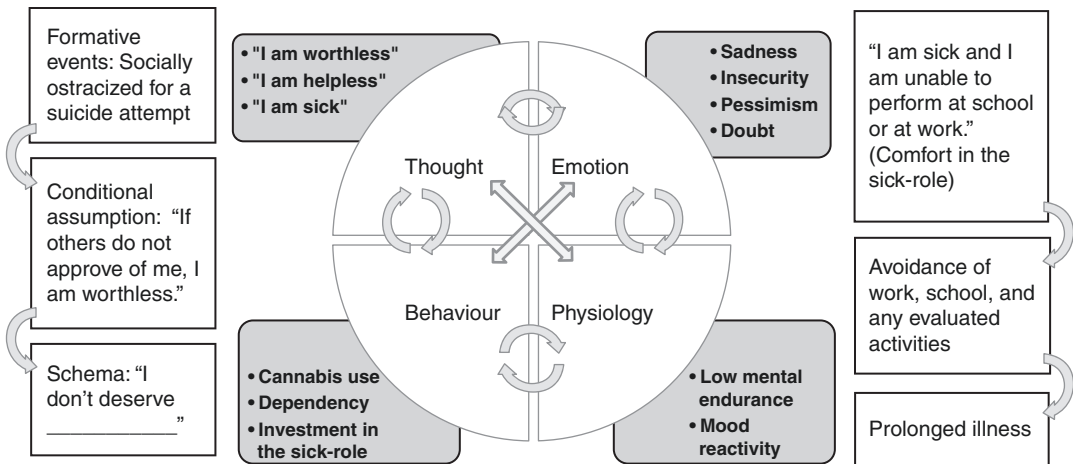 Formative
events: Socially
ostracized for a
suicide attempt
Conditional
assumption: “If
others do not
approve of me, I
am worthless.”
Schema: “I
don’t deserve
___________”
• "I am worthless"
• "I am helpless"
• "I am sick"
• Sadness
• Insecurity
• Pessimism
• Doubt
Thought
Emotion
Behaviour
Physiology
• Cannabis use
• Dependency
• Investment in
the sick-role
• Low mental
endurance
• Mood
reactivity
“I am sick and I
am unable to
perform at school
or at work.”
(Comfort in the
sick-role)
Avoidance of
work, school, and
any evaluated
activities
Prolonged illness